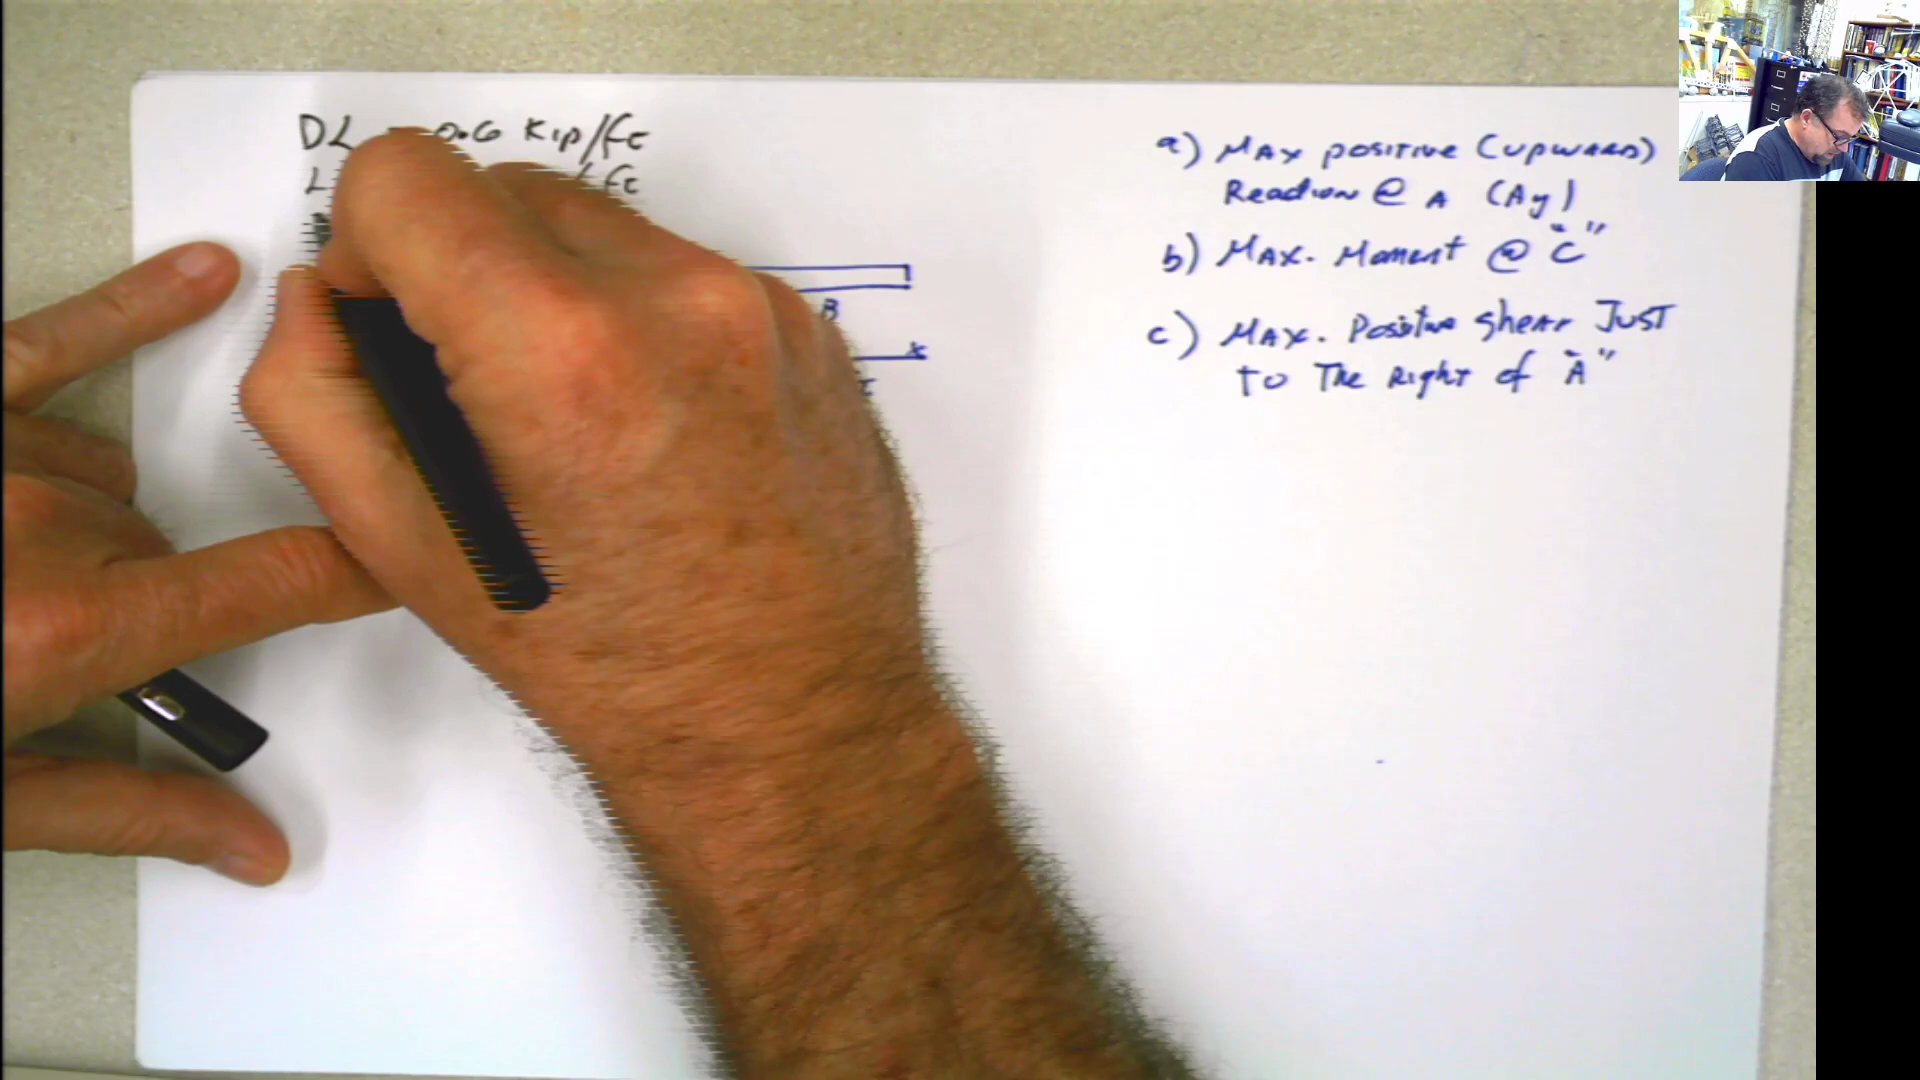 DL = 0.6 Kip/ft
/ft
B
a) Max positive (upward)
Reaction @ A (Ay)
b) Max. Moment @ "C"
c) Max. Positive shear Just
to The Right of "A"